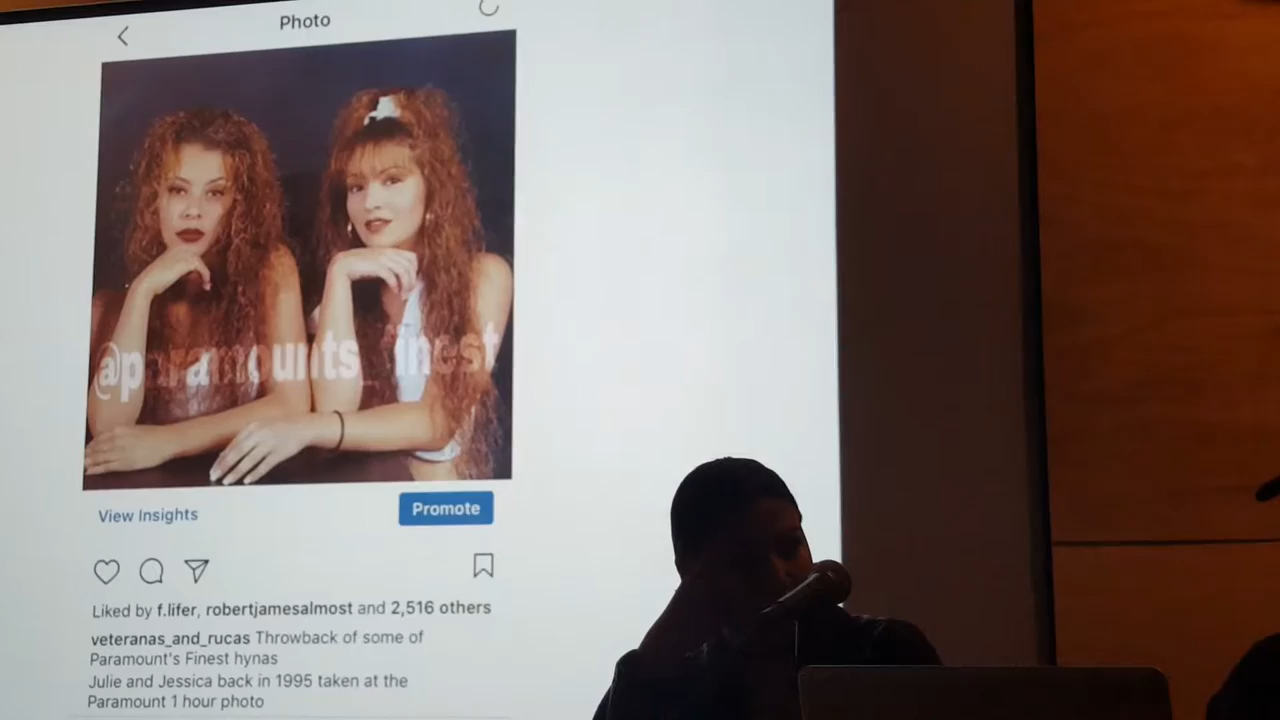 Photo
@paramounts_finest
View Insights
Promote
Liked by f.lifer, robertjamesalmost and 2,516 others
veteranas_and_rucas Throwback of some of
Paramount's Finest hynas
Julie and Jessica back in 1995 taken at the
Paramount 1 hour photo